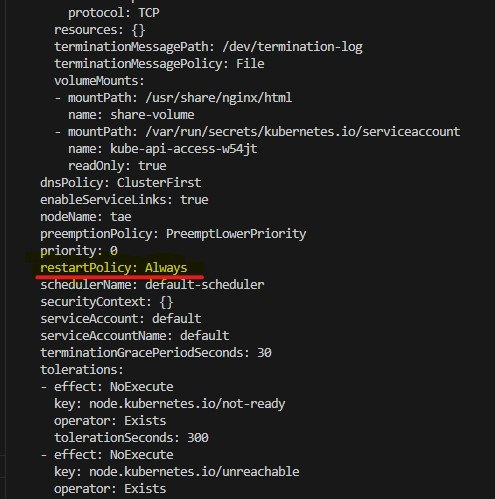 protocol: TCP
resources: {}
terminationMessagePath: /dev/termination-log
terminationMessagePolicy: File
volumeMounts:
- mountPath: /usr/share/nginx/html
name: share-volume
- mountPath: /var/run/secrets/kubernetes.io/serviceaccount
name: kube-api-access-w54jt
readOnly: true
dnsPolicy: ClusterFirst
enableServiceLinks: true
nodeName: tae
preemptionPolicy: PreemptLowerPriority
priority: 0
restartPolicy: Always
schedulerName: default-scheduler
securityContext: {}
serviceAccount: default
serviceAccountName: default
terminationGracePeriodSeconds: 30
tolerations:
- effect: NoExecute
key: node.kubernetes.io/not-ready
operator: Exists
tolerationSeconds: 300
- effect: NoExecute
key: node.kubernetes.io/unreachable
operator: Exists